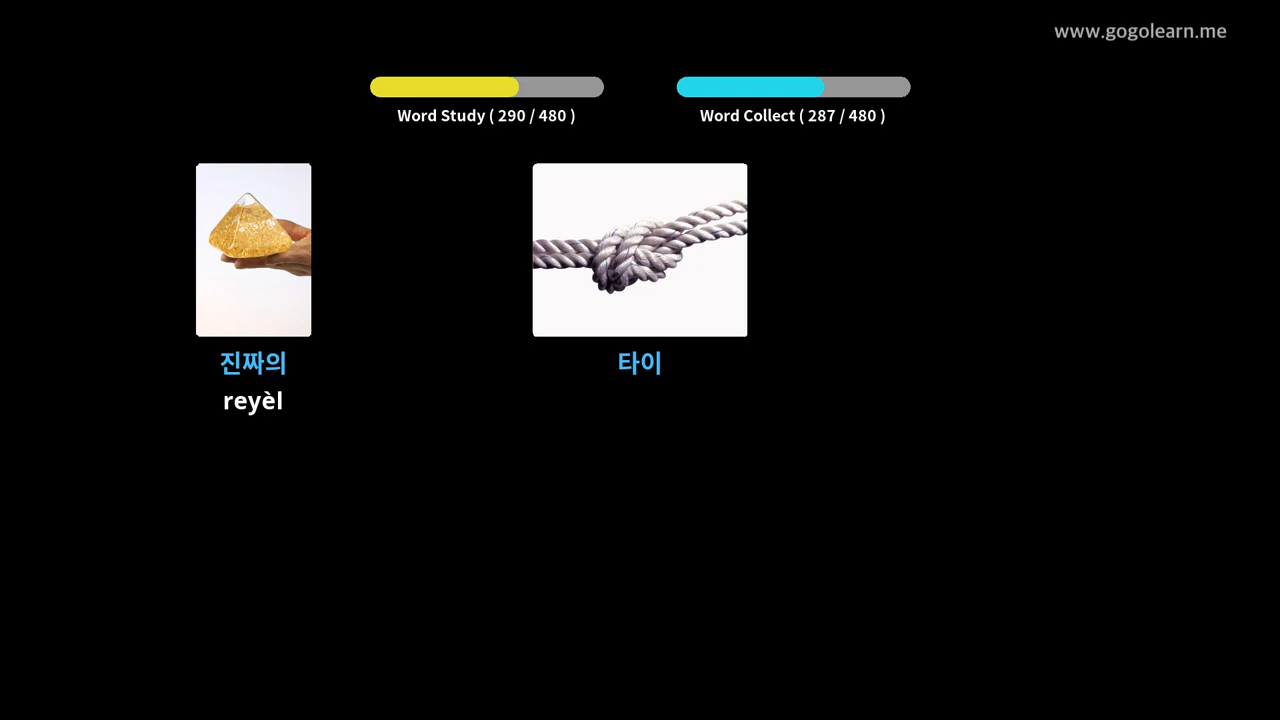 www.gogolearn.me
Word Study ( 290 / 480 )
Word Collect ( 287 / 480 )
진짜의
reyèl
타이